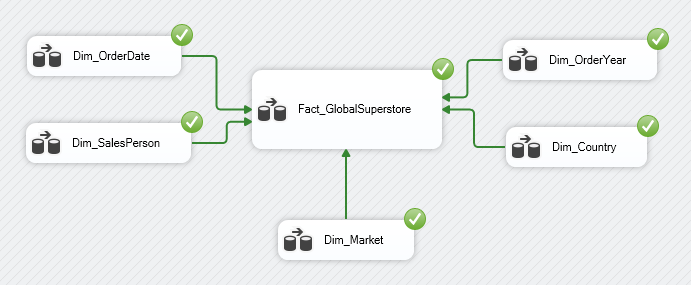 Dim_OrderDate
Dim_OrderYear
Fact_GlobalSuperstore
Dim_SalesPerson
Dim_Country
Dim_Market